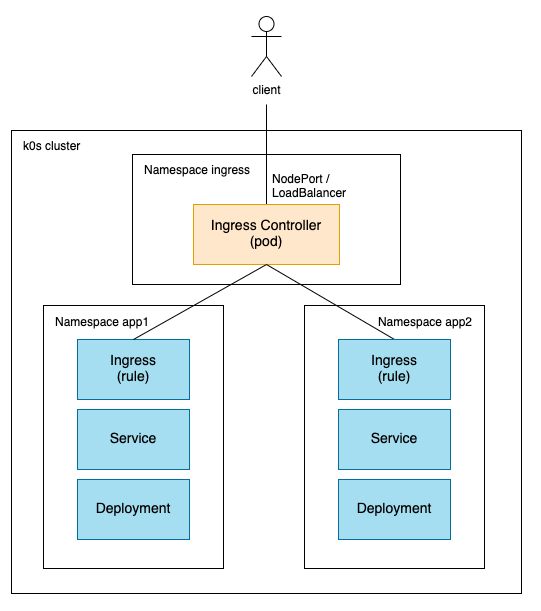 client
k0s cluster
Namespace ingress
NodePort /
LoadBalancer
Ingress Controller
(pod)
Namespace app1
Ingress
(rule)
Service
Deployment
Namespace app2
Ingress
(rule)
Service
Deployment